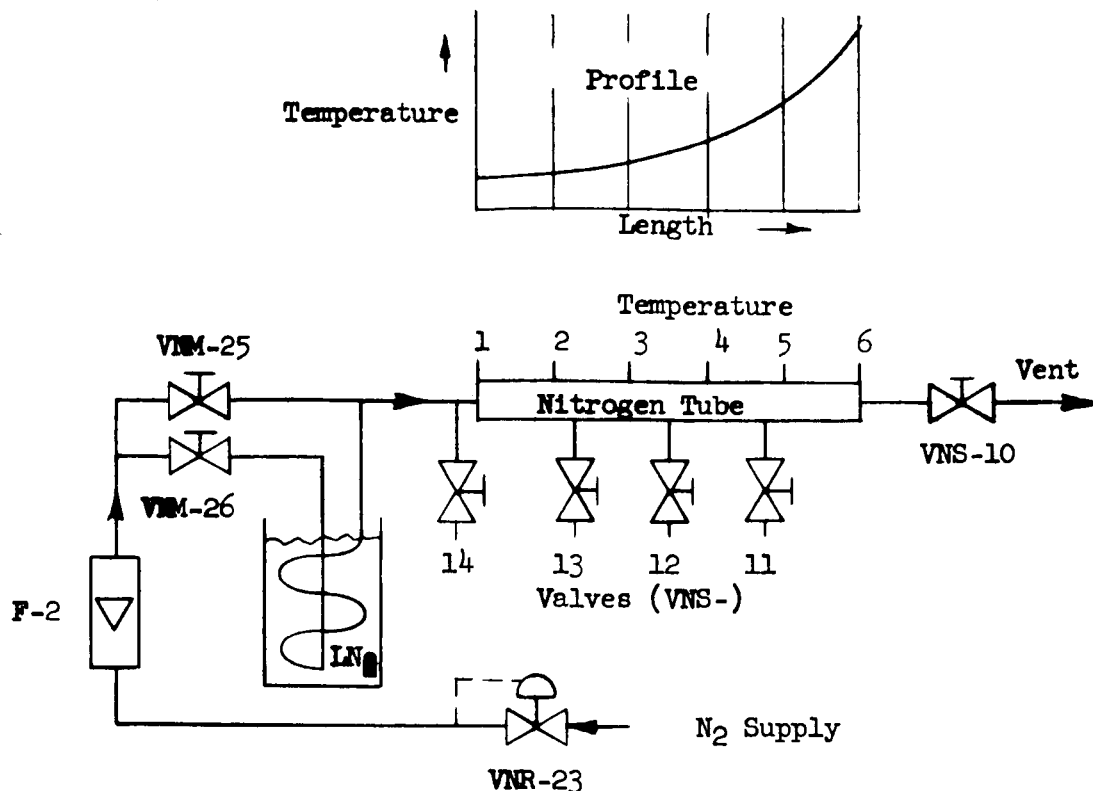 Profile
Temperature
Length
Temperature
1 2 3 4 5 6
VNM-25
Vent
Nitrogen Tube
VNS-10
VNM-26
14 13 12 11
Valves (VNS-)
F-2
LN
N2 Supply
VNR-23